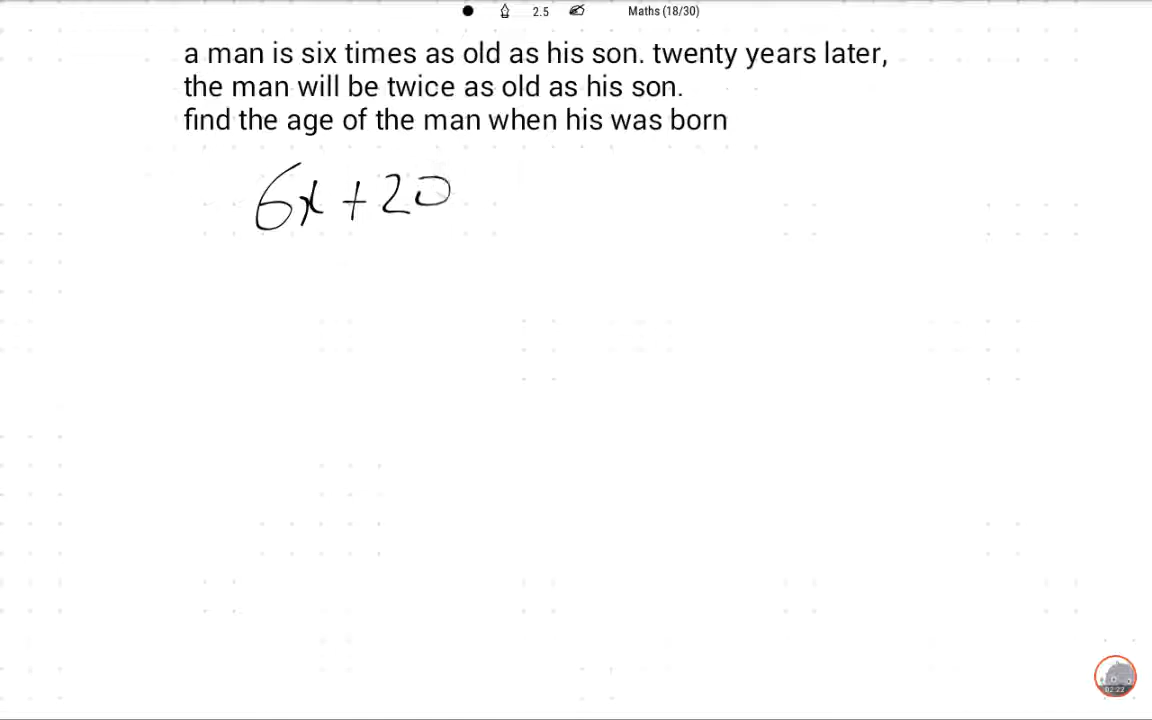 2.5 Maths (18/30)
a man is six times as old as his son. twenty years later,
the man will be twice as old as his son.
find the age of the man when his was born
6x + 20
02:22